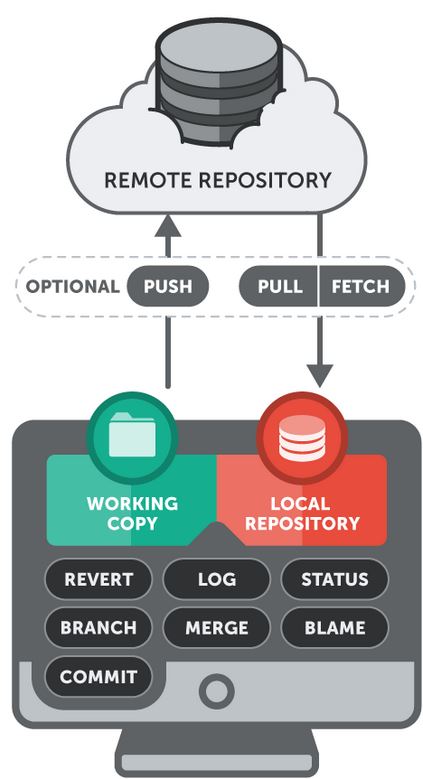 REMOTE REPOSITORY
OPTIONAL PUSH PULL FETCH
WORKING COPY
LOCAL REPOSITORY
REVERT LOG STATUS
BRANCH MERGE BLAME
COMMIT